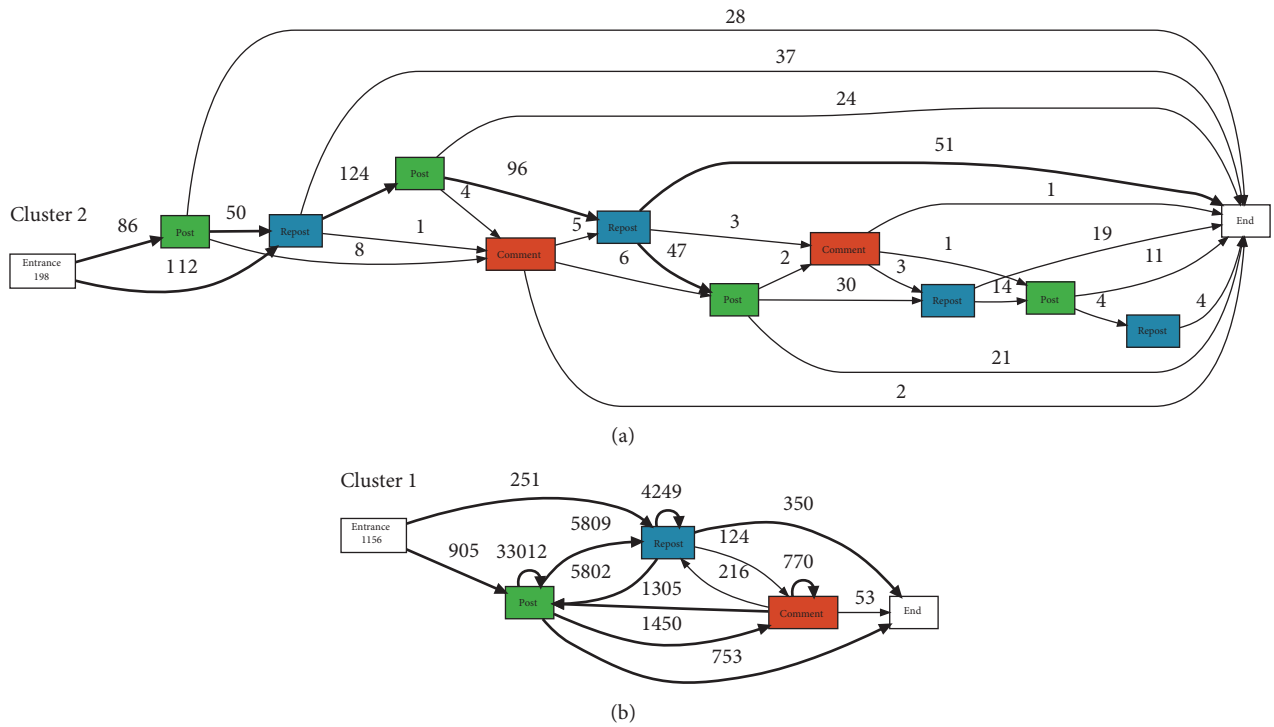 28
37
24
51
96
124
Post
4
1
Cluster 2
86
50
Post
Repost
1
5
Repost
3
19
End
Entrance
198
112
8
Comment
6
47
2
Comment
3
1
11
Post
30
Repost
14
Post
4
Repost
4
21
2
(a)
Cluster 1
251
4249
350
Entrance
1156
5809
Repost
124
905
33012
5802
216
770
1305
Post
Comment
53
End
1450
753
(b)